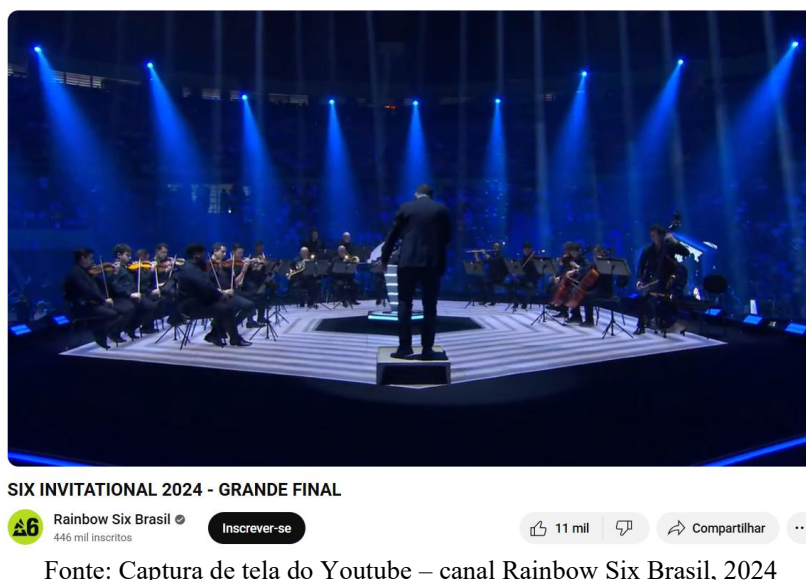 SIX INVITATIONAL 2024 - GRANDE FINAL
6
Rainbow Six Brasil
446 mil inscritos
Inscrever-se
11 mil
Compartilhar
Fonte: Captura de tela do Youtube – canal Rainbow Six Brasil, 2024